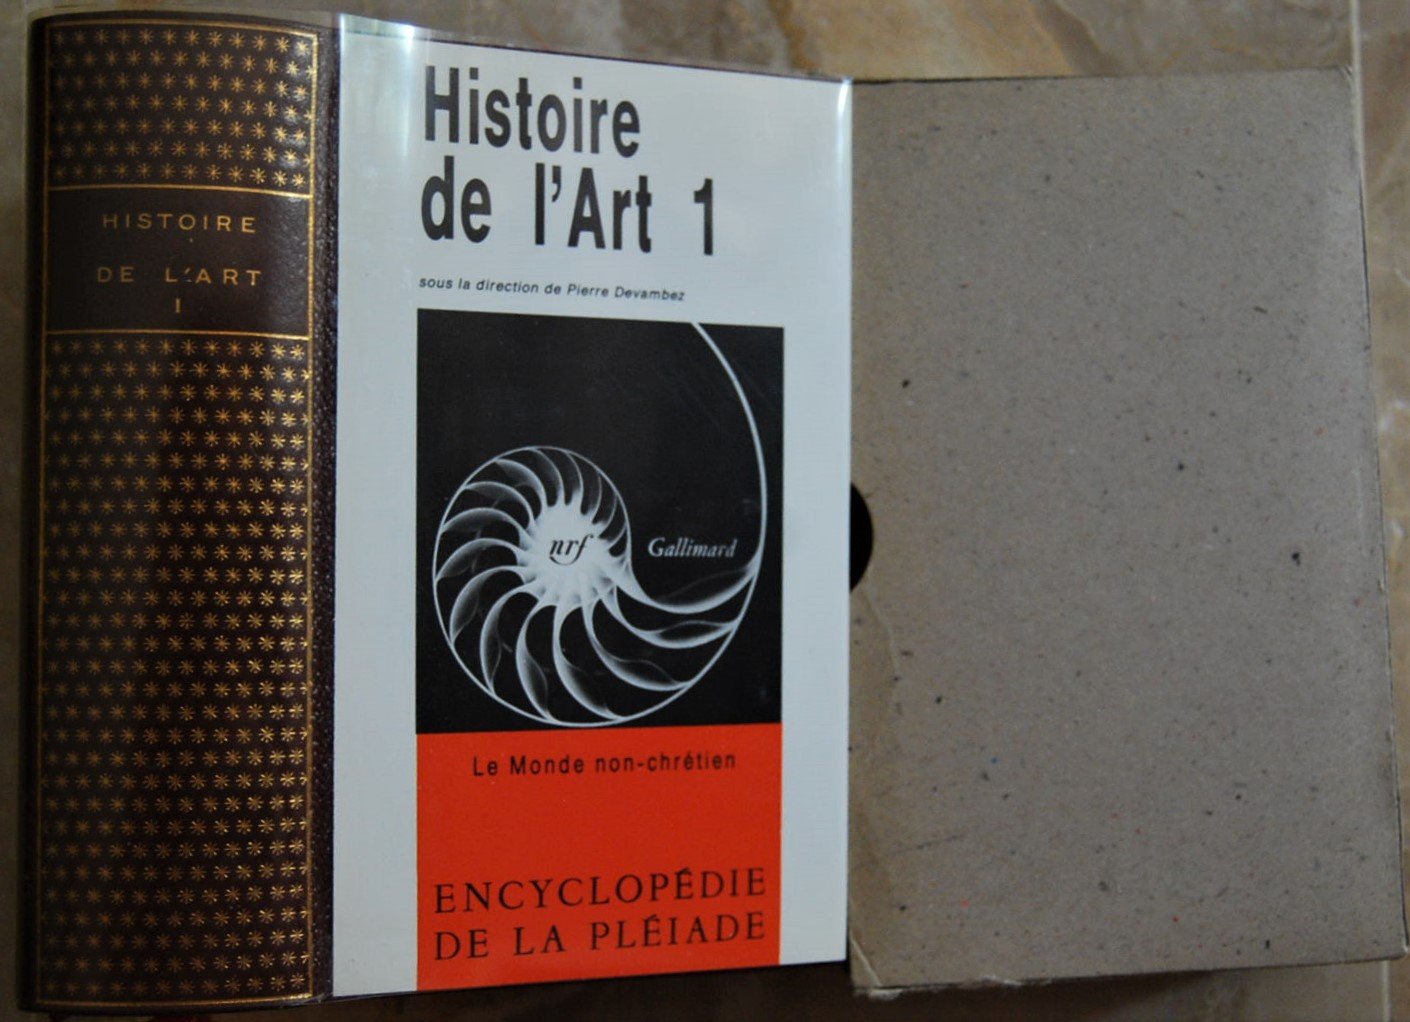 HISTOIRE
DE L'ART
I
Histoire
de l'Art 1
sous la direction de Pierre Devambez
nrf
Gallimard
Le Monde non-chrétien
ENCYCLOPÉDIE
DE LA PLÉIADE